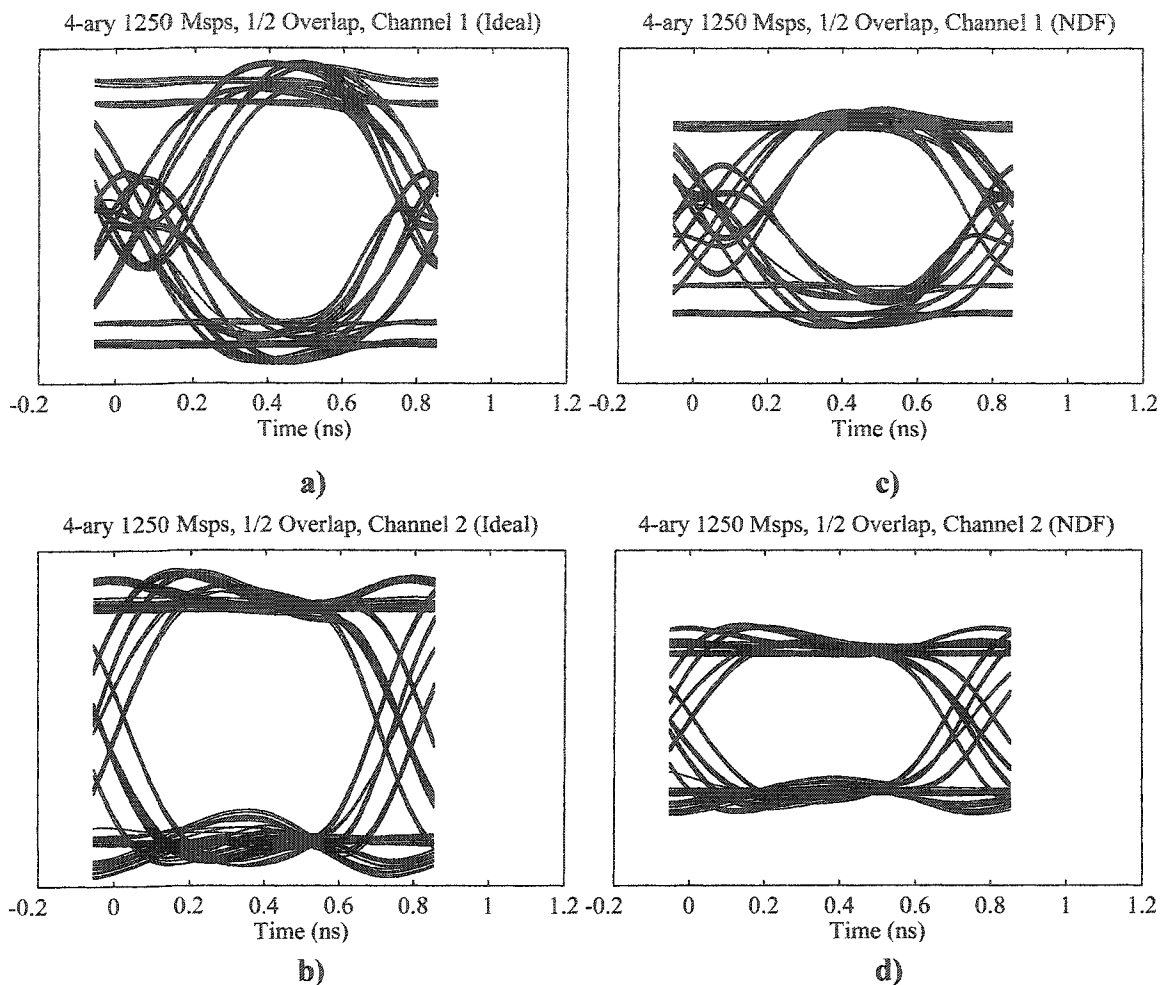 4-ary 1250 Msps, 1/2 Overlap, Channel 1 (Ideal)
-0.2 0 0.2 0.4 0.6 0.8 1 1.2
Time (ns)
a)
4-ary 1250 Msps, 1/2 Overlap, Channel 1 (NDF)
-0.2 0 0.2 0.4 0.6 0.8 1 1.2
Time (ns)
c)
4-ary 1250 Msps, 1/2 Overlap, Channel 2 (Ideal)
-0.2 0 0.2 0.4 0.6 0.8 1 1.2
Time (ns)
b)
4-ary 1250 Msps, 1/2 Overlap, Channel 2 (NDF)
-0.2 0 0.2 0.4 0.6 0.8 1 1.2
Time (ns)
d)